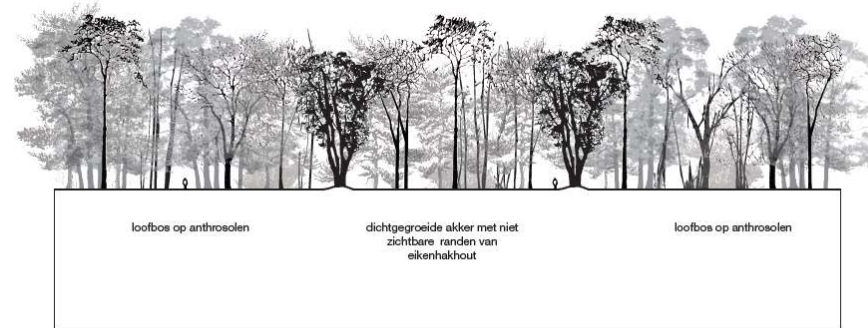 loofbos op anthrosolen
dichtgegroeide akker met niet
zichtbare randen van
eikenhakhout
loofbos op anthrosolen